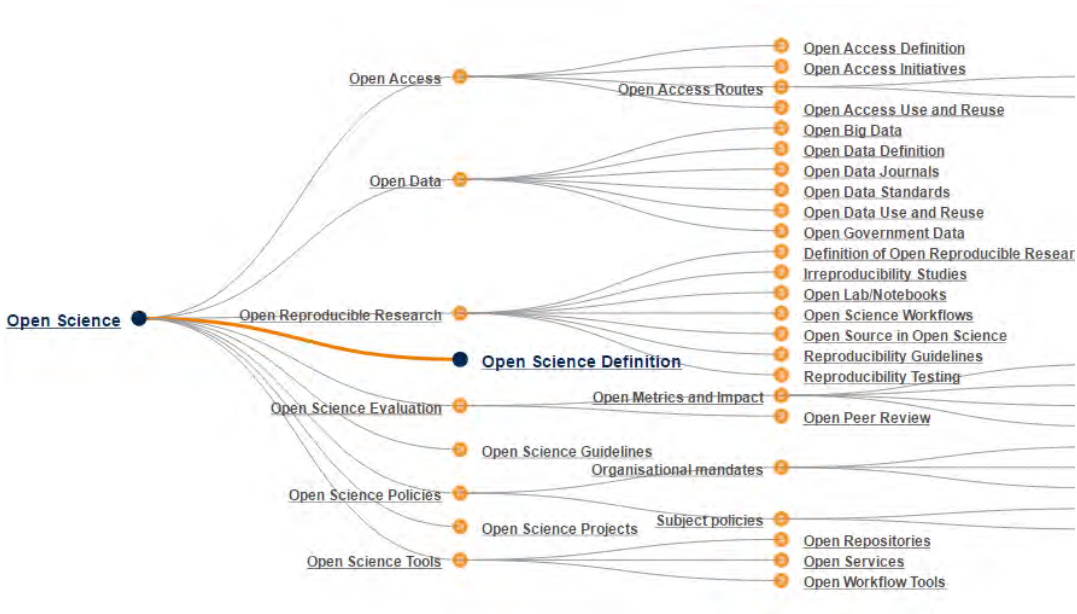 Open Science
Open Access
Open Access Definition
Open Access Initiatives
Open Access Routes
Open Access Use and Reuse
Open Data
Open Big Data
Open Data Definition
Open Data Journals
Open Data Standards
Open Data Use and Reuse
Open Government Data
Open Reproducible Research
Definition of Open Reproducible Resear
Irreproducibility Studies
Open Lab/Notebooks
Open Science Workflows
Open Source in Open Science
Reproducibility Guidelines
Reproducibility Testing
Open Science Definition
Open Science Evaluation
Open Metrics and Impact
Open Peer Review
Open Science Guidelines
Open Science Policies
Organisational mandates
Subject policies
Open Science Projects
Open Science Tools
Open Repositories
Open Services
Open Workflow Tools